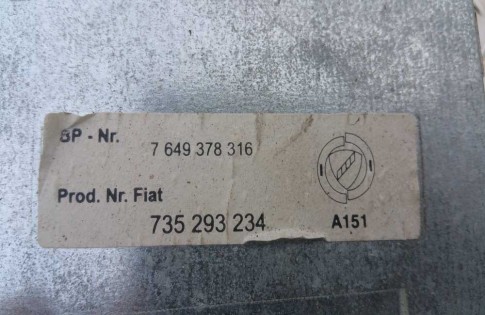 BP - Nr. 7 649 378 316
Prod. Nr. Fiat
735 293 234 A151